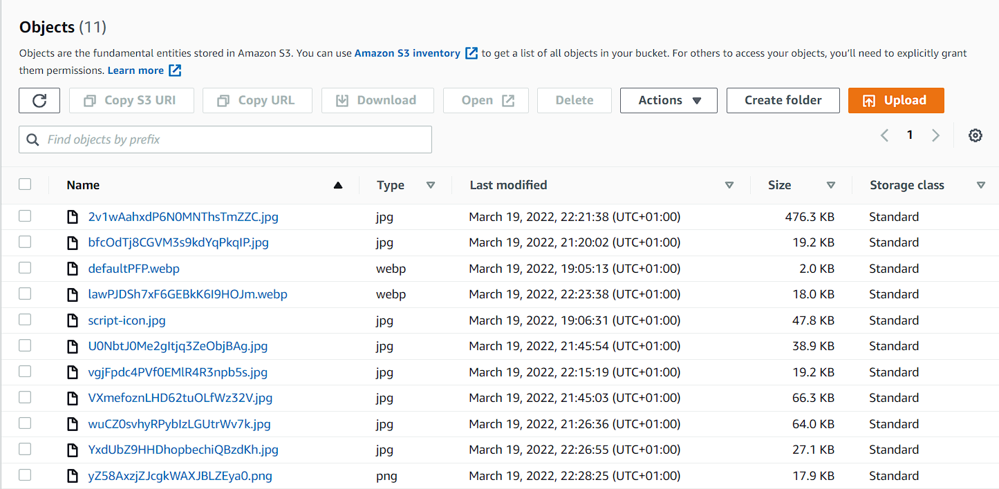 Objects (11)
Objects are the fundamental entities stored in Amazon S3. You can use Amazon S3 inventory to get a list of all objects in your bucket. For others to access your objects, you'll need to explicitly grant
them permissions. Learn more
Copy S3 URI Copy URL Download Open Delete Actions Create folder Upload
Find objects by prefix 1
Name Type Last modified Size Storage class
2v1wAahxdP6N0MNThsTmZZC.jpg jpg March 19, 2022, 22:21:38 (UTC+01:00) 476.3 KB Standard
bfcOdTj8CGVM3s9kdYqPkqIP.jpg jpg March 19, 2022, 21:20:02 (UTC+01:00) 19.2 KB Standard
defaultPFP.webp webp March 19, 2022, 19:05:13 (UTC+01:00) 2.0 KB Standard
lawPJDSh7xF6GEBkK6I9HOJm.webp webp March 19, 2022, 22:23:38 (UTC+01:00) 18.0 KB Standard
script-icon.jpg jpg March 19, 2022, 19:06:31 (UTC+01:00) 47.8 KB Standard
U0NbtJ0Me2gItjq3ZeObjBAg.jpg jpg March 19, 2022, 21:45:54 (UTC+01:00) 38.9 KB Standard
vgjFpdc4PVf0EMlR4R3npb5s.jpg jpg March 19, 2022, 22:15:19 (UTC+01:00) 19.2 KB Standard
VXmefoznLHD62tuOLfWz32V.jpg jpg March 19, 2022, 21:45:03 (UTC+01:00) 66.3 KB Standard
wuCZ0svhyRPybIzLGUtrWv7k.jpg jpg March 19, 2022, 21:26:36 (UTC+01:00) 64.0 KB Standard
YxdUbZ9HHDhopbechiQBzdKh.jpg jpg March 19, 2022, 22:26:55 (UTC+01:00) 27.1 KB Standard
yZ58AxzjZJcgkWAXJBLZEya0.png png March 19, 2022, 22:28:25 (UTC+01:00) 17.9 KB Standard